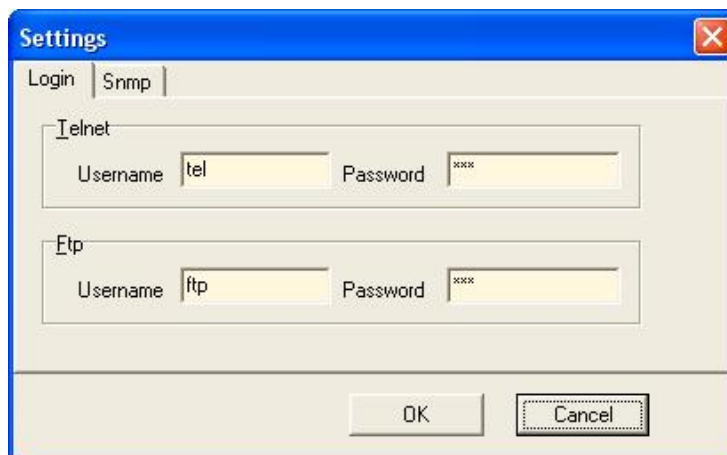 Settings
Login Snmp
Telnet
Username tel Password ***
Ftp
Username ftp Password ***
OK Cancel